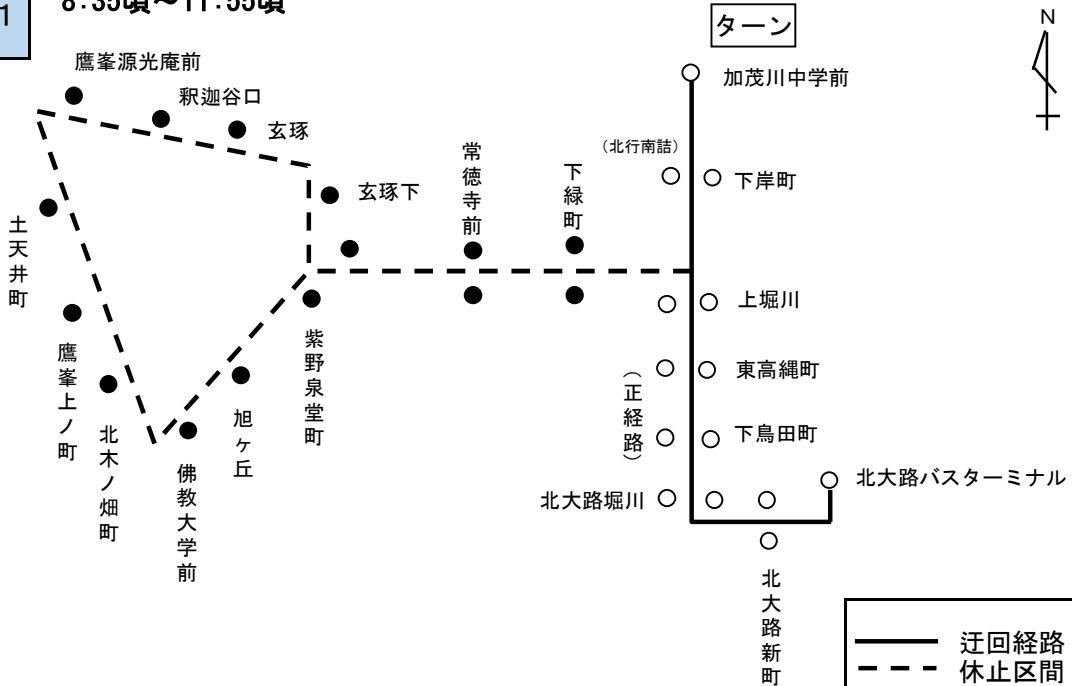 1
8:35頃～11:55頃
ターン
N
鷹峯源光庵前
釈迦谷口
玄琢
玄琢下
常徳寺前
下緑町
加茂川中学前
(北行南詰)
下岸町
土天井町
鷹峯上ノ町
北木ノ畑町
佛教大学前
旭ヶ丘
紫野泉堂町
上堀川
東高縄町
(正経路)
下鳥田町
北大路堀川
北大路バスターミナル
北大路新町
迂回経路
休止区間